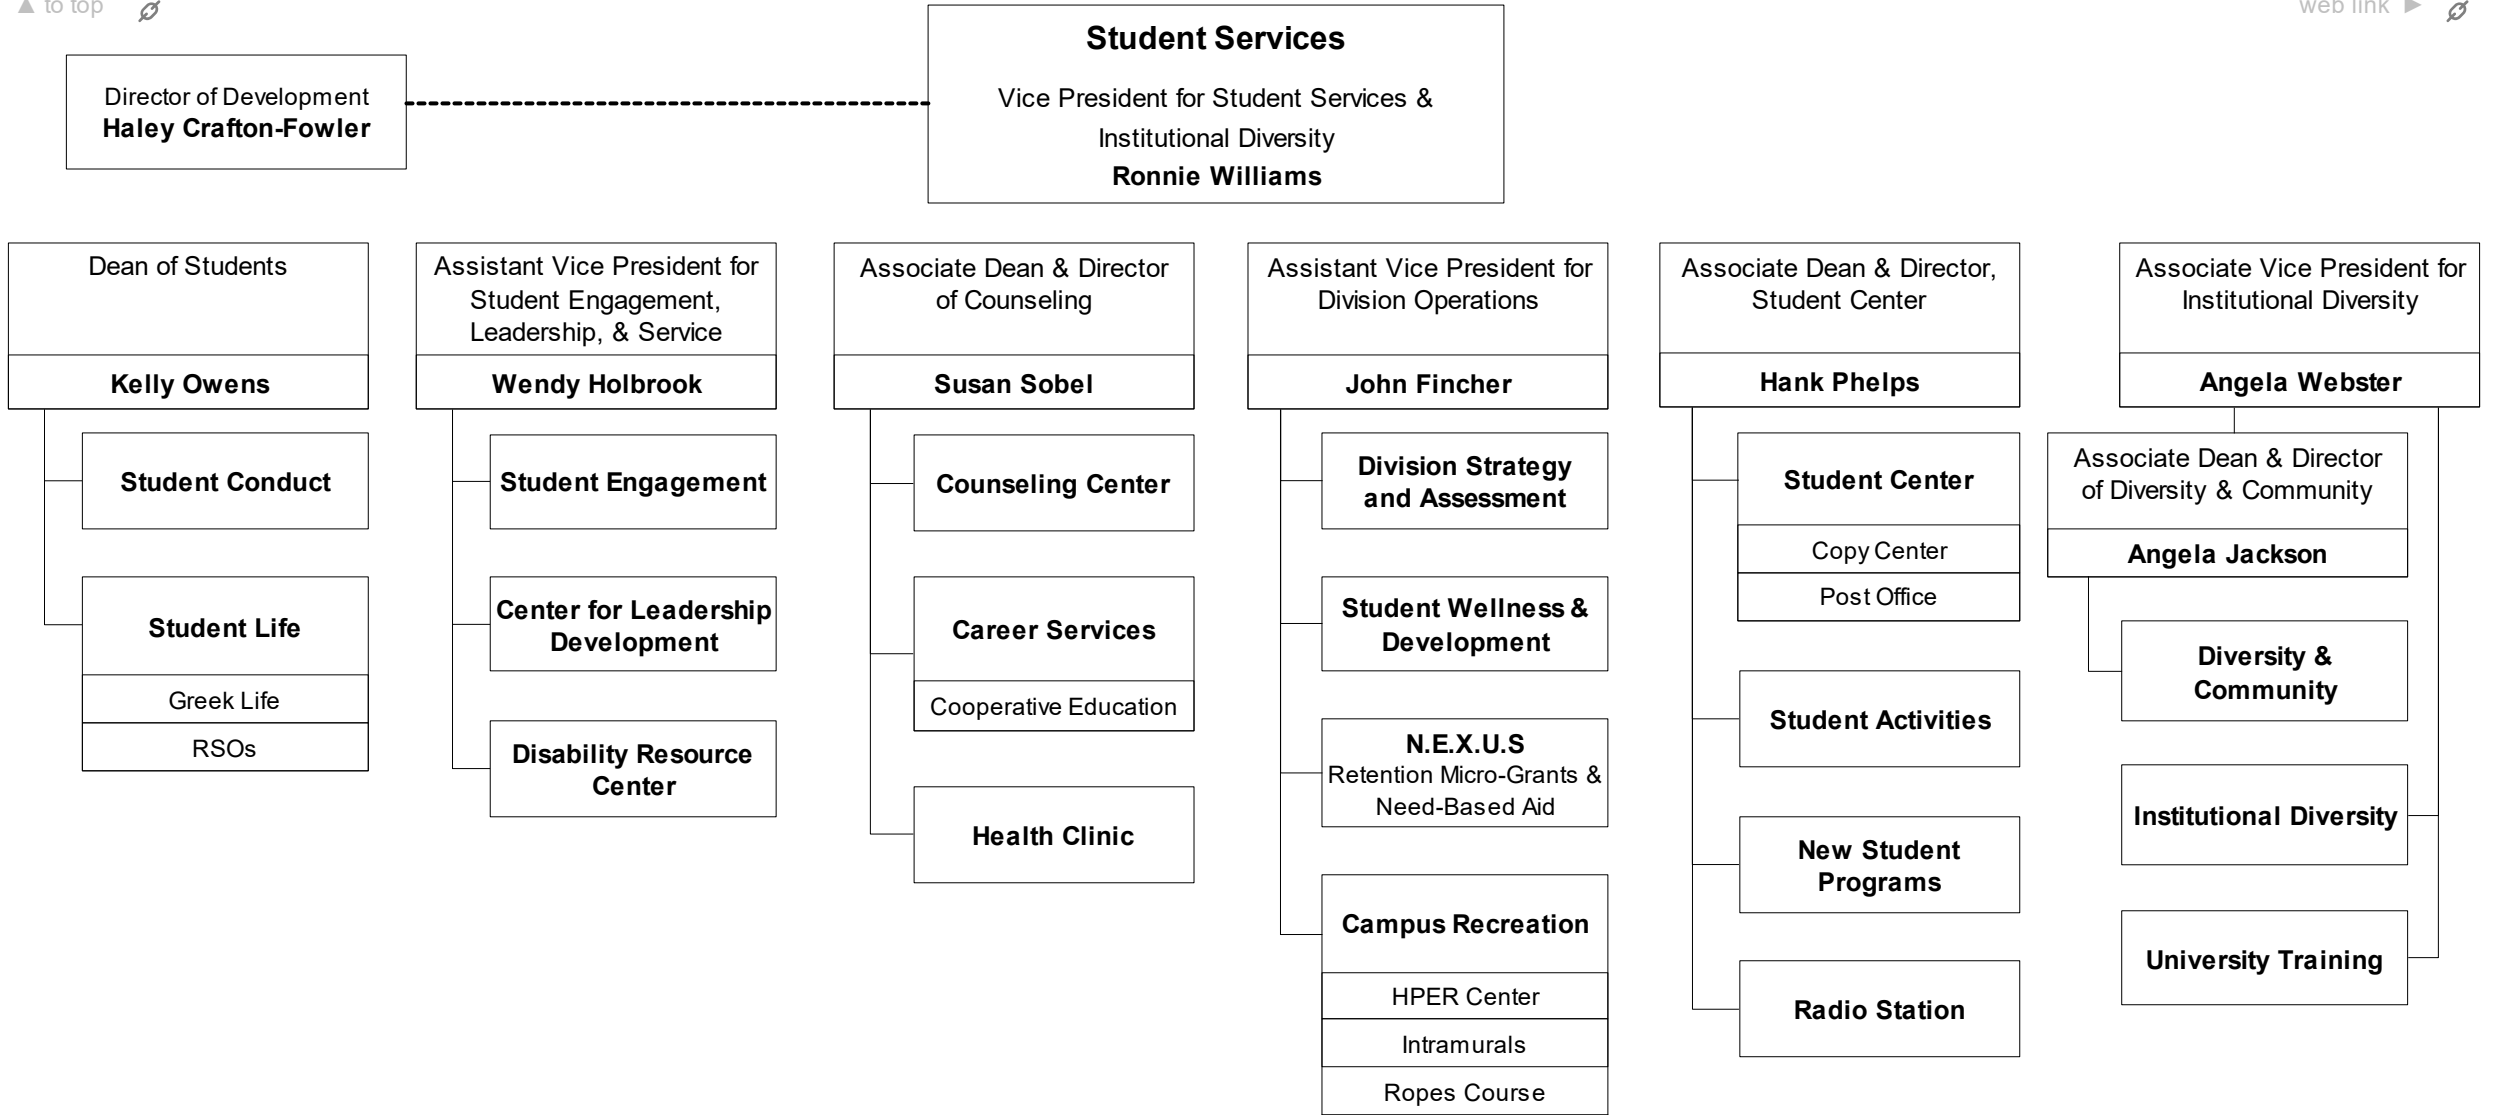 ▲ to top
web link ►
Student Services
Vice President for Student Services &
Institutional Diversity
Ronnie Williams
Director of Development
Haley Crafton-Fowler
Dean of Students
Kelly Owens
Student Conduct
Student Life
Greek Life
RSOs
Assistant Vice President for
Student Engagement,
Leadership, & Service
Wendy Holbrook
Student Engagement
Center for Leadership
Development
Disability Resource
Center
Associate Dean & Director
of Counseling
Susan Sobel
Counseling Center
Career Services
Cooperative Education
Health Clinic
Assistant Vice President for
Division Operations
John Fincher
Division Strategy
and Assessment
Student Wellness &
Development
N.E.X.U.S
Retention Micro-Grants &
Need-Based Aid
Campus Recreation
HPER Center
Intramurals
Ropes Course
Associate Dean & Director,
Student Center
Hank Phelps
Student Center
Copy Center
Post Office
Student Activities
New Student
Programs
Radio Station
Associate Vice President for
Institutional Diversity
Angela Webster
Associate Dean & Director
of Diversity & Community
Angela Jackson
Diversity &
Community
Institutional Diversity
University Training